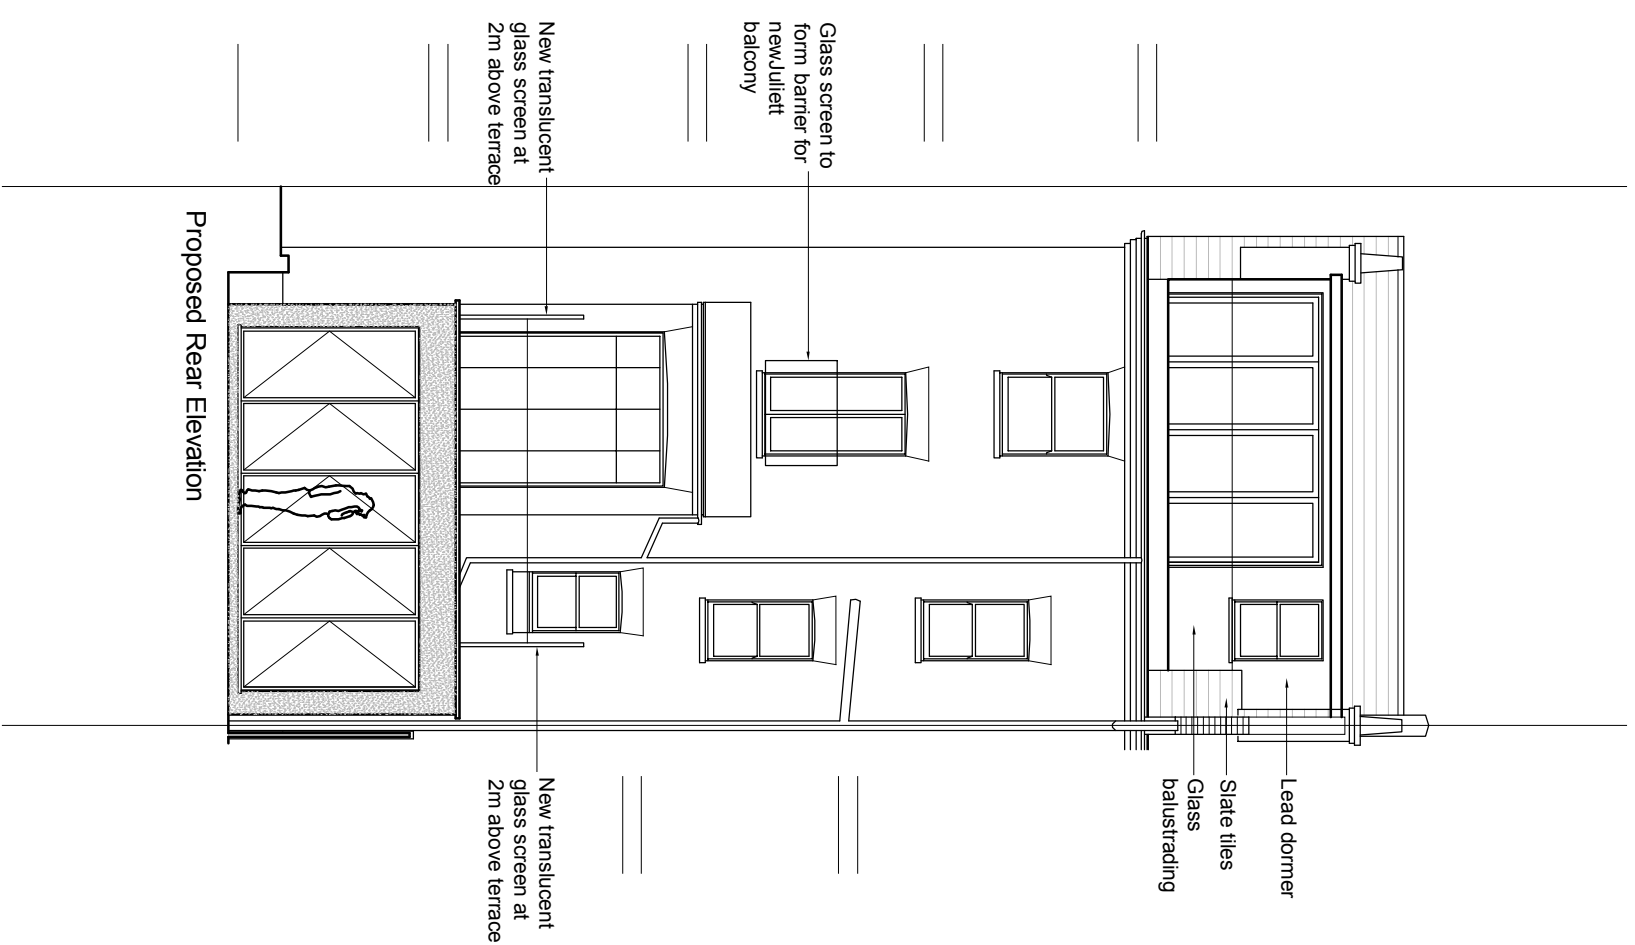 Glass screen to
form barrier for
newJuliett
balcony
New translucent
glass screen at
2m above terrace
Lead dormer
Slate tiles
Glass
balustrading
New translucent
glass screen at
2m above terrace
Proposed Rear Elevation